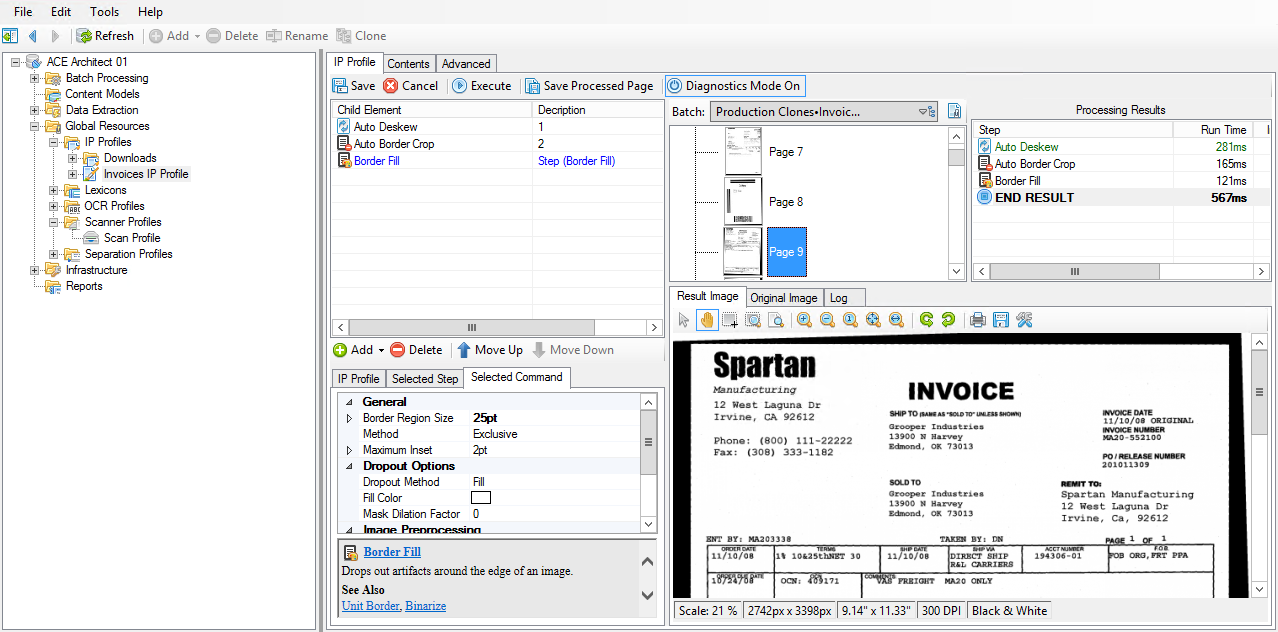 File Edit Tools Help
Refresh Add Delete Rename Clone
ACE Architect 01
Batch Processing
Content Models
Data Extraction
Global Resources
IP Profiles
Downloads
Invoices IP Profile
Lexicons
OCR Profiles
Scanner Profiles
Scan Profile
Separation Profiles
Infrastructure
Reports
IP Profile Contents Advanced
Save Cancel Execute Save Processed Page Diagnostics Mode On
Child Element Decription
Auto Deskew 1
Auto Border Crop 2
Border Fill Step (Border Fill)
Add Delete Move Up Move Down
IP Profile Selected Step Selected Command
General
Border Region Size 25pt
Method Exclusive
Maximum Inset 2pt
Dropout Options
Dropout Method Fill
Fill Color
Mask Dilation Factor 0
Image Preprocessing
Border Fill
Drops out artifacts around the edge of an image.
See Also
Unit Border, Binarize
Batch: Production Clones•Invoic...
Page 7
Page 8
Page 9
Processing Results
Step Run Time
Auto Deskew 281ms
Auto Border Crop 165ms
Border Fill 121ms
END RESULT 567ms
Result Image Original Image Log
Spartan
Manufacturing
12 West Laguna Dr
Irvine, CA 92612
Phone: (800) 111-22222
Fax: (308) 333-1182
INVOICE
SHIP TO (SAME AS "SOLD TO" UNLESS SHOWN)
Grooper Industries
13900 N Harvey
Edmond, OK 73013
INVOICE DATE
11/10/08 ORIGINAL
INVOICE NUMBER
MA20-552100
PO / RELEASE NUMBER
201011309
SOLD TO
Grooper Industries
13900 N Harvey
Edmond, OK 73013
REMIT TO:
Spartan Manufacturing
12 West Laguna Dr
Irvine, Ca, 92612
ENT BY: MA203338 TAKEN BY: DN PAGE 1 OF 1
ORDER DATE TERMS SHIP DATE SHIP VIA ACCT NUMBER F.O.B.
11/10/08 1% 10&25thNET 30 11/10/08 DIRECT SHIP 194306-01 FOB ORG,FRT PPA
R&L CARRIERS
ORDER DUE DATE OCN COMMENTS
10/24/08 OCN: 409171 VAS FREIGHT MA20 ONLY
Scale: 21 % 2742px x 3398px 9.14" x 11.33" 300 DPI Black & White